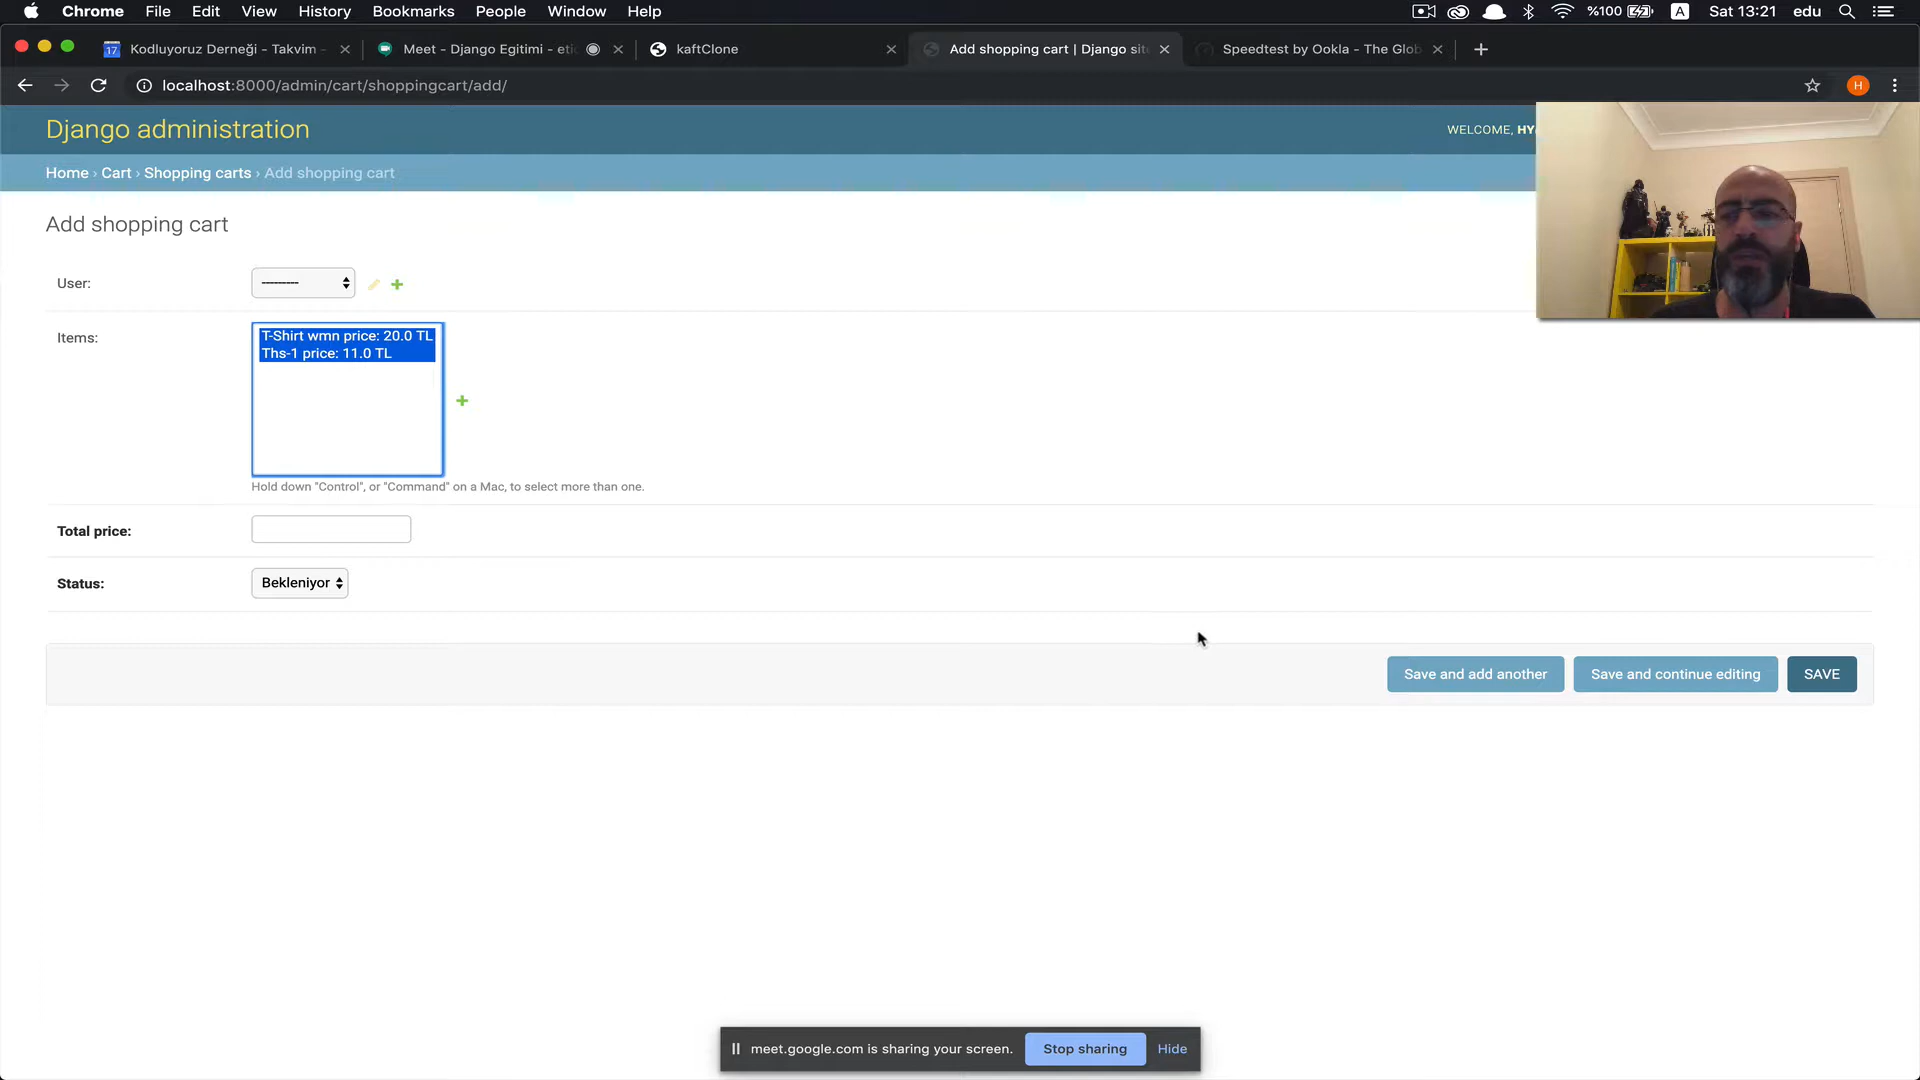 Chrome File Edit View History Bookmarks People Window Help %100 A Sat 13:21 edu
17 Kodluyoruz Derneği - Takvim - Meet - Django Egitimi - etic kaftClone Add shopping cart | Django sit Speedtest by Ookla - The Glob
localhost:8000/admin/cart/shoppingcart/add/ H
Django administration
WELCOME, HY
Home › Cart › Shopping carts › Add shopping cart
Add shopping cart
User: ---------
Items: T-Shirt wmn price: 20.0 TL
Ths-1 price: 11.0 TL
Hold down "Control", or "Command" on a Mac, to select more than one.
Total price:
Status: Bekleniyor
Save and add another Save and continue editing SAVE
meet.google.com is sharing your screen. Stop sharing Hide